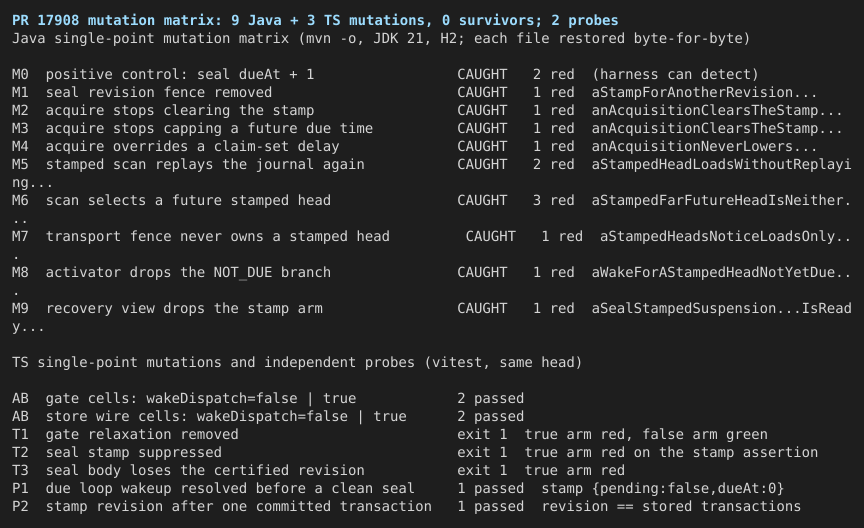 PR 17908 mutation matrix: 9 Java + 3 TS mutations, 0 survivors; 2 probes
Java single-point mutation matrix (mvn -o, JDK 21, H2; each file restored byte-for-byte)
M0  positive control: seal dueAt + 1                 CAUGHT   2 red  (harness can detect)
M1  seal revision fence removed                      CAUGHT   1 red  aStampForAnotherRevision...
M2  acquire stops clearing the stamp                 CAUGHT   1 red  anAcquisitionClearsTheStamp...
M3  acquire stops capping a future due time          CAUGHT   1 red  anAcquisitionClearsTheStamp...
M4  acquire overrides a claim-set delay              CAUGHT   1 red  anAcquisitionNeverLowers...
M5  stamped scan replays the journal again           CAUGHT   2 red  aStampedHeadLoadsWithoutReplayi
ng...
M6  scan selects a future stamped head               CAUGHT   3 red  aStampedFarFutureHeadIsNeither.
..
M7  transport fence never owns a stamped head         CAUGHT   1 red  aStampedHeadsNoticeLoadsOnly..
.
M8  activator drops the NOT_DUE branch               CAUGHT   1 red  aWakeForAStampedHeadNotYetDue..
.
M9  recovery view drops the stamp arm                CAUGHT   1 red  aSealStampedSuspension...IsRead
y...
TS single-point mutations and independent probes (vitest, same head)
AB  gate cells: wakeDispatch=false | true            2 passed
AB  store wire cells: wakeDispatch=false | true      2 passed
T1  gate relaxation removed                          exit 1  true arm red, false arm green
T2  seal stamp suppressed                            exit 1  true arm red on the stamp assertion
T3  seal body loses the certified revision           exit 1  true arm red
P1  due loop wakeup resolved before a clean seal     1 passed  stamp {pending:false,dueAt:0}
P2  stamp revision after one committed transaction   1 passed  revision == stored transactions